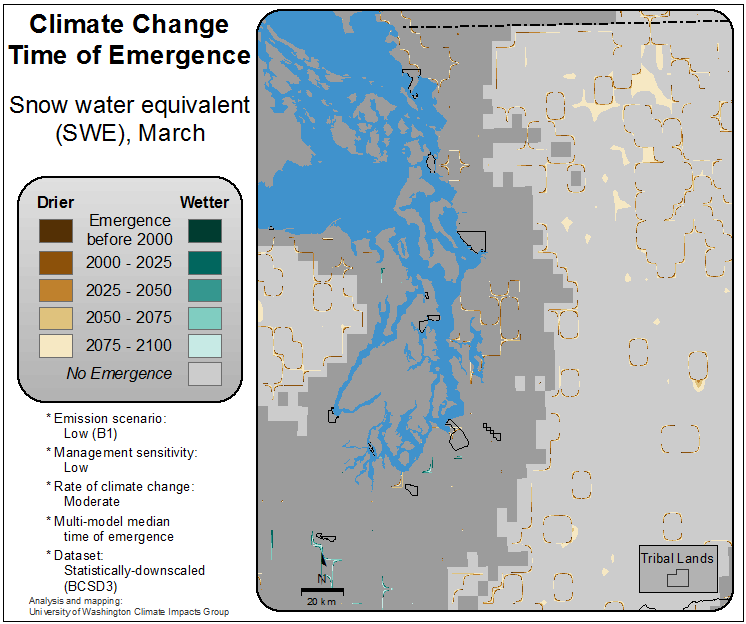 Climate Change
Time of Emergence
Snow water equivalent
(SWE), March
Drier
Wetter
Emergence
before 2000
2000 - 2025
2025 - 2050
2050 - 2075
2075 - 2100
No Emergence
* Emission scenario:
Low (B1)
* Management sensitivity:
Low
* Rate of climate change:
Moderate
* Multi-model median
time of emergence
* Dataset:
Statistically-downscaled
(BCSD3)
Analysis and mapping:
University of Washington Climate Impacts Group
N
20 km
Tribal Lands